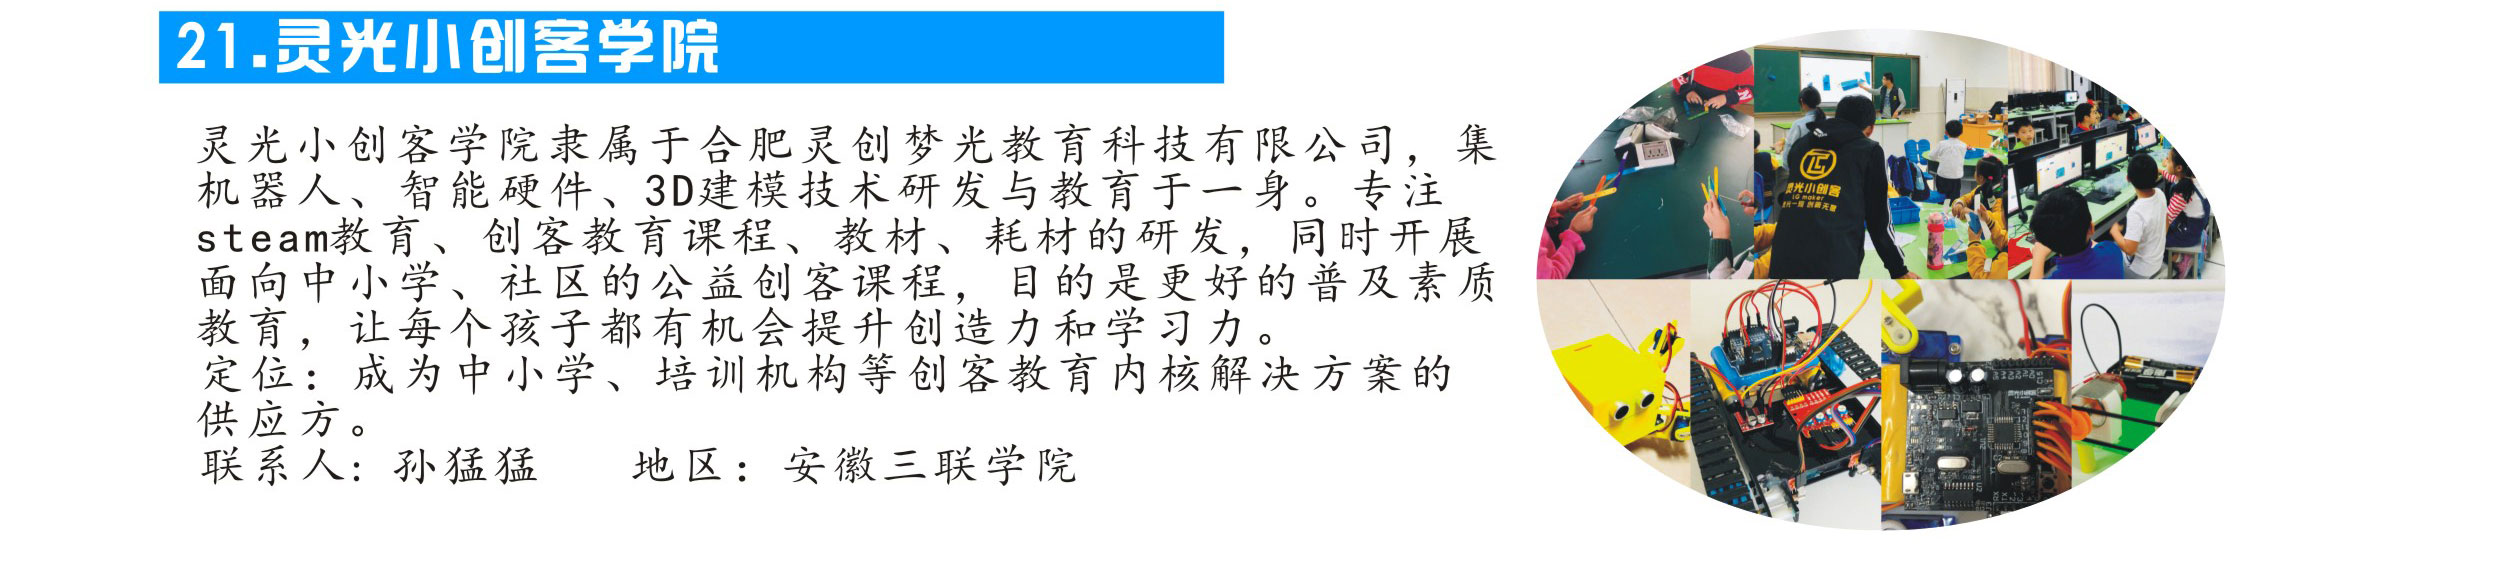 21.灵光小创客学院
灵光小创客学院隶属于合肥灵创梦光教育科技有限公司，集
机器人、智能硬件、3D建模技术研发与教育于一身。专注
steam教育、创客教育课程、教材、耗材的研发，同时开展
面向中小学、社区的公益创客课程，目的是更好的普及素质
教育，让每个孩子都有机会提升创造力和学习力。
定位：成为中小学、培训机构等创客教育内核解决方案的
供应方。
联系人：孙猛猛 地区：安徽三联学院
灵光小创客
LG maker